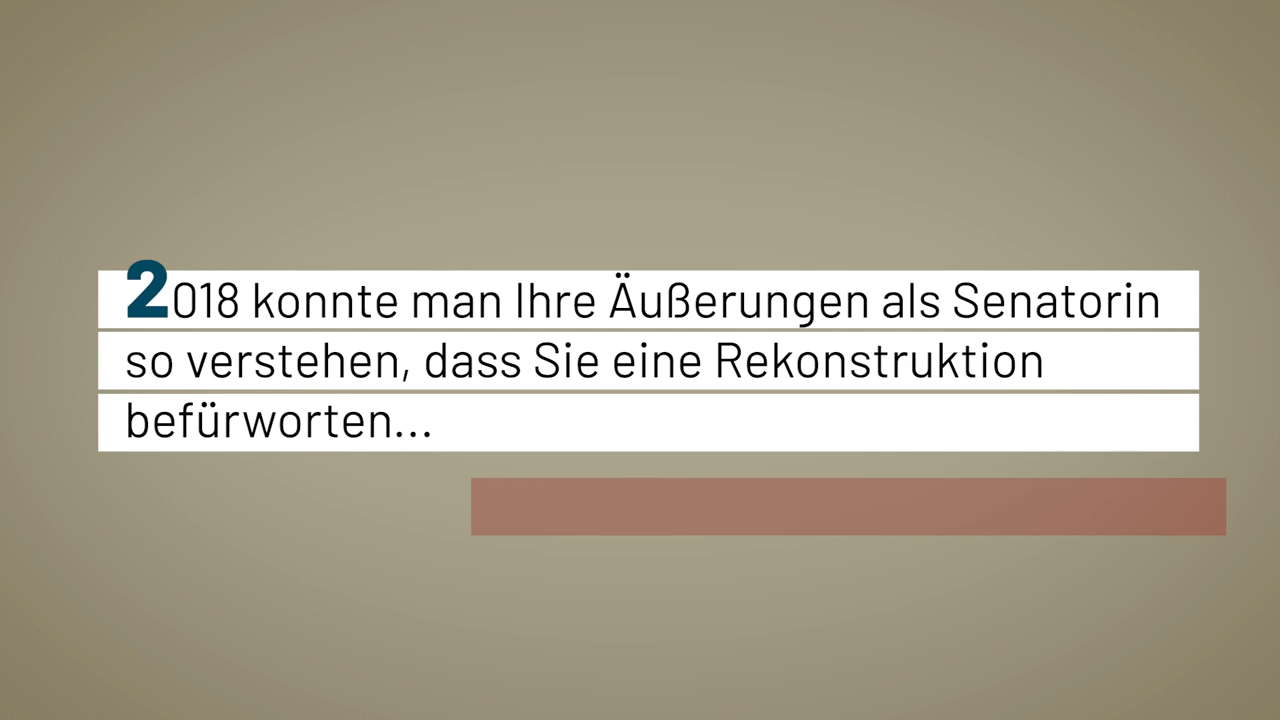 2018 konnte man Ihre Äußerungen als Senatorin
so verstehen, dass Sie eine Rekonstruktion
befürworten...